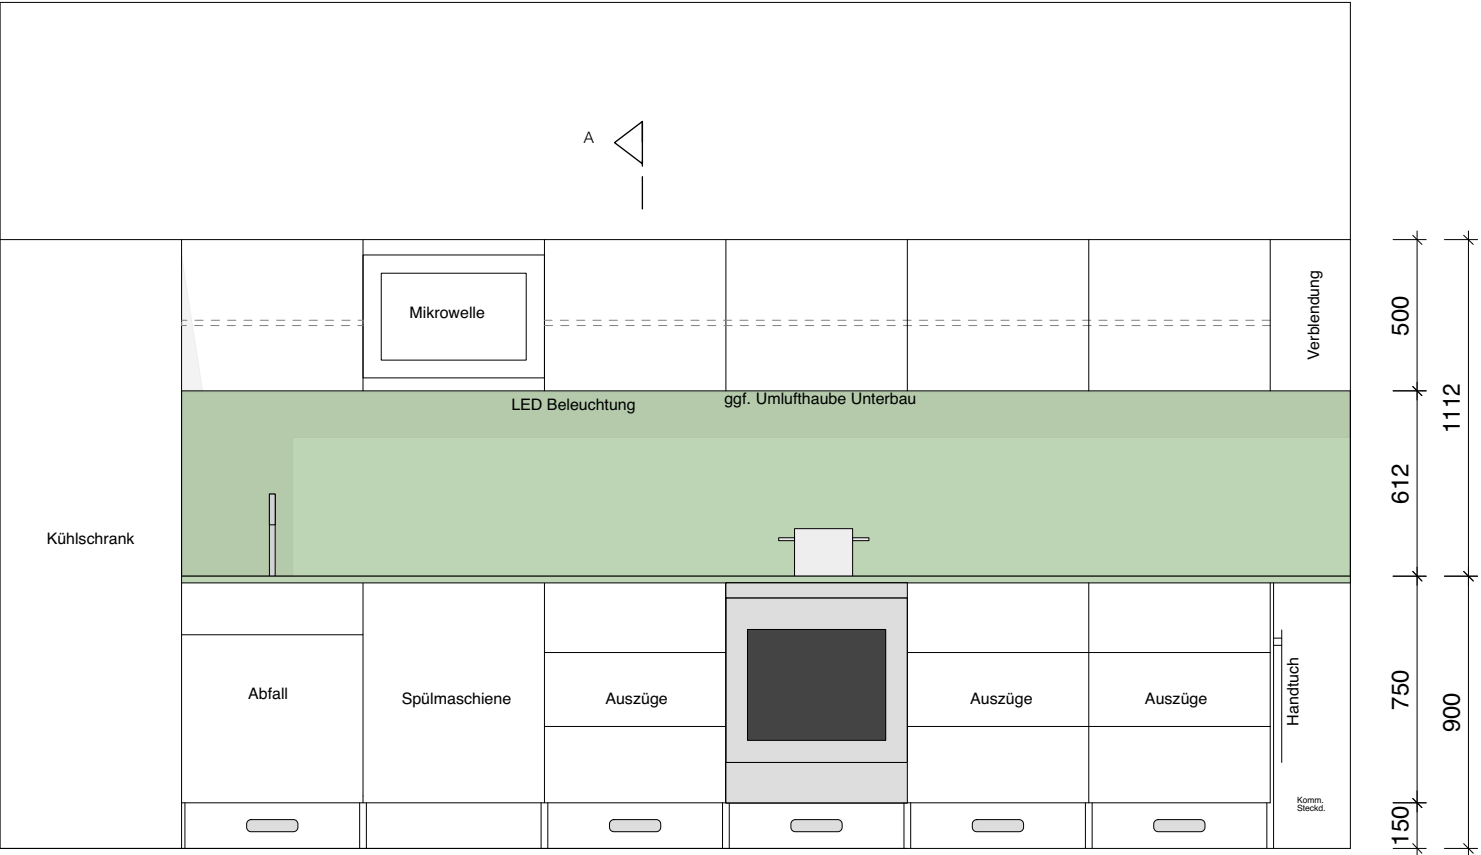 A
Mikrowelle
Verblendung
500
LED Beleuchtung
ggf. Umlufthaube Unterbau
1112
612
Kühlschrank
Abfall
Spülmaschiene
Auszüge
Auszüge
Auszüge
Handtuch
750
900
Komm.
Steckd.
150